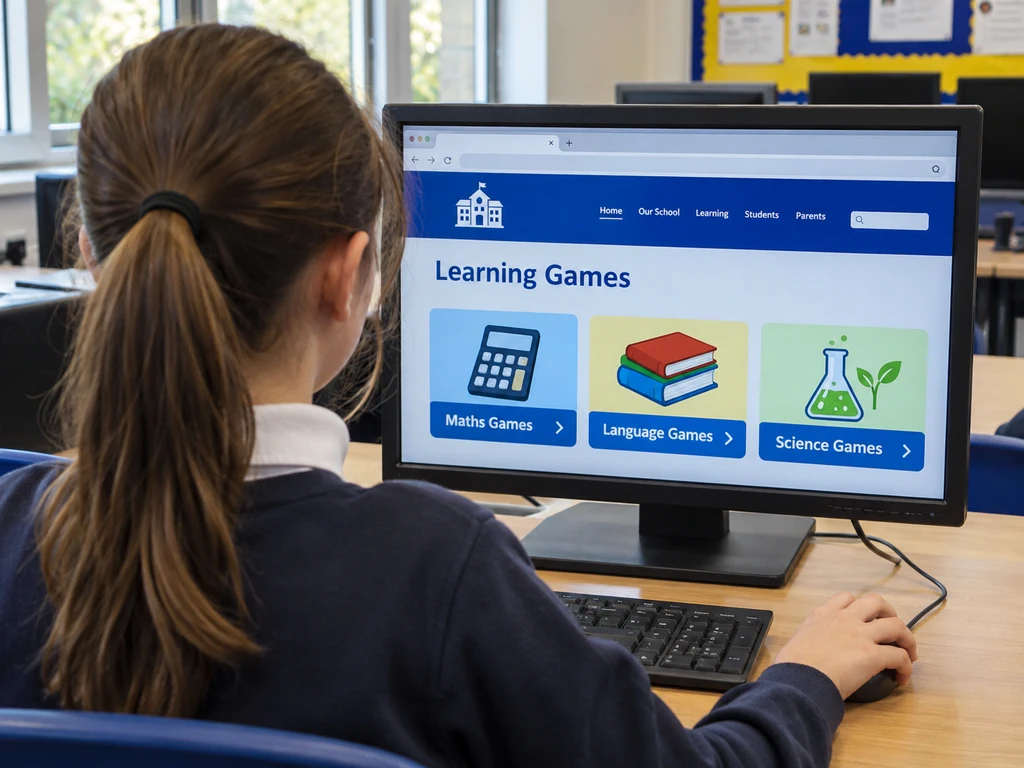 Home
Our School
Learning
Students
Parents
Learning Games
Maths Games
Language Games
Science Games